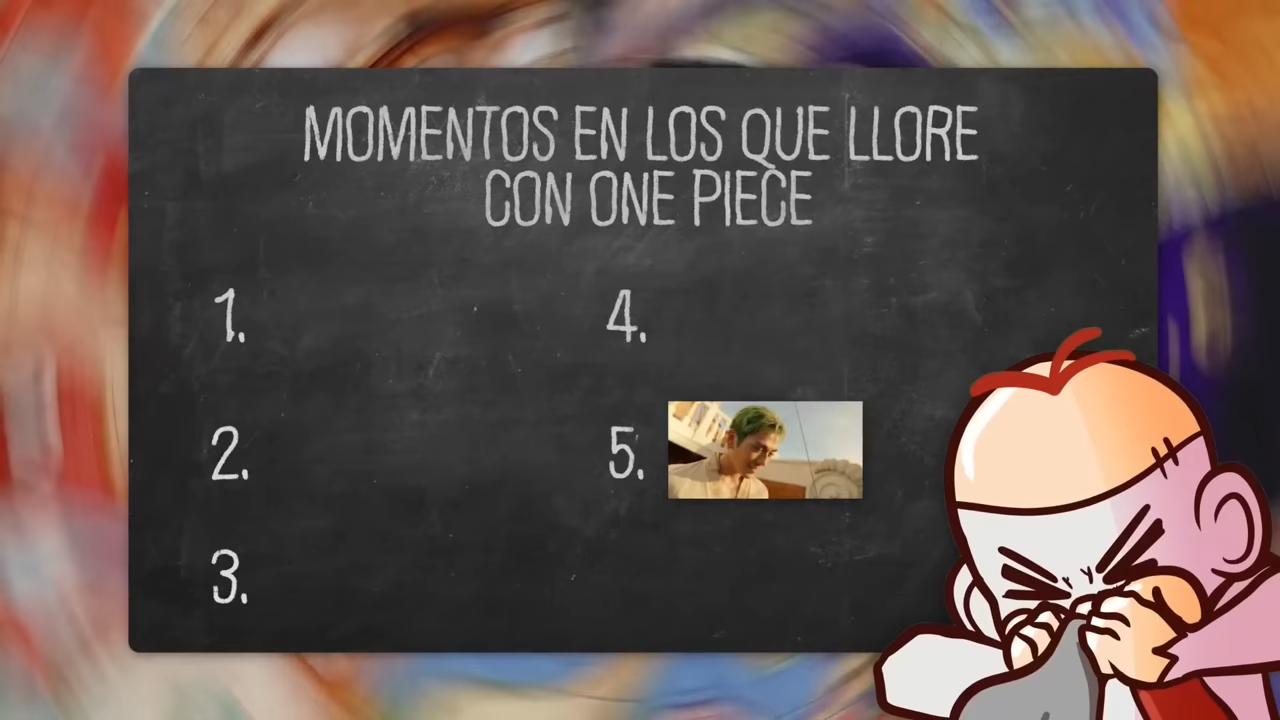 MOMENTOS EN LOS QUE LLORE
CON ONE PIECE
1.
2.
3.
4.
5.